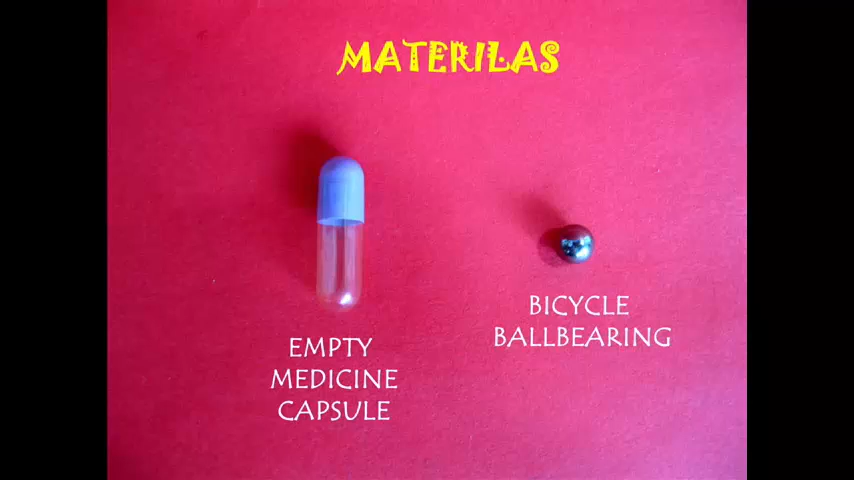 MATERILAS
EMPTY
MEDICINE
CAPSULE
BICYCLE
BALLBEARING